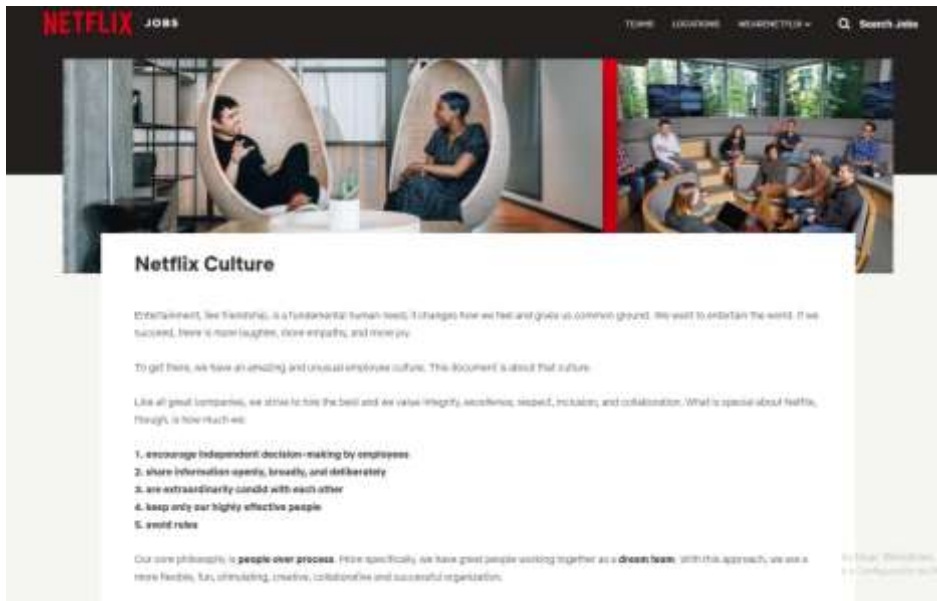 NETFLIX JOBS
TEAMS LOCATIONS WEARENETFLIX Search Jobs
Netflix Culture
Entertainment, like friendship, is a fundamental human need; it changes how we feel and gives us common ground. We want to entertain the world. If we
succeed, there is more laughter, more empathy, and more joy.
To get there, we have an amazing and unusual employee culture. This document is about that culture.
Like all great companies, we strive to hire the best and we value integrity, excellence, respect, inclusion, and collaboration. What is special about Netflix,
though, is how much we:
1. encourage independent decision-making by employees
2. share information openly, broadly, and deliberately
3. are extraordinarily candid with each other
4. keep only our highly effective people
5. avoid rules
Our core philosophy is people over process. More specifically, we have great people working together as a dream team. With this approach, we are a
more flexible, fun, stimulating, creative, collaborative and successful organization.